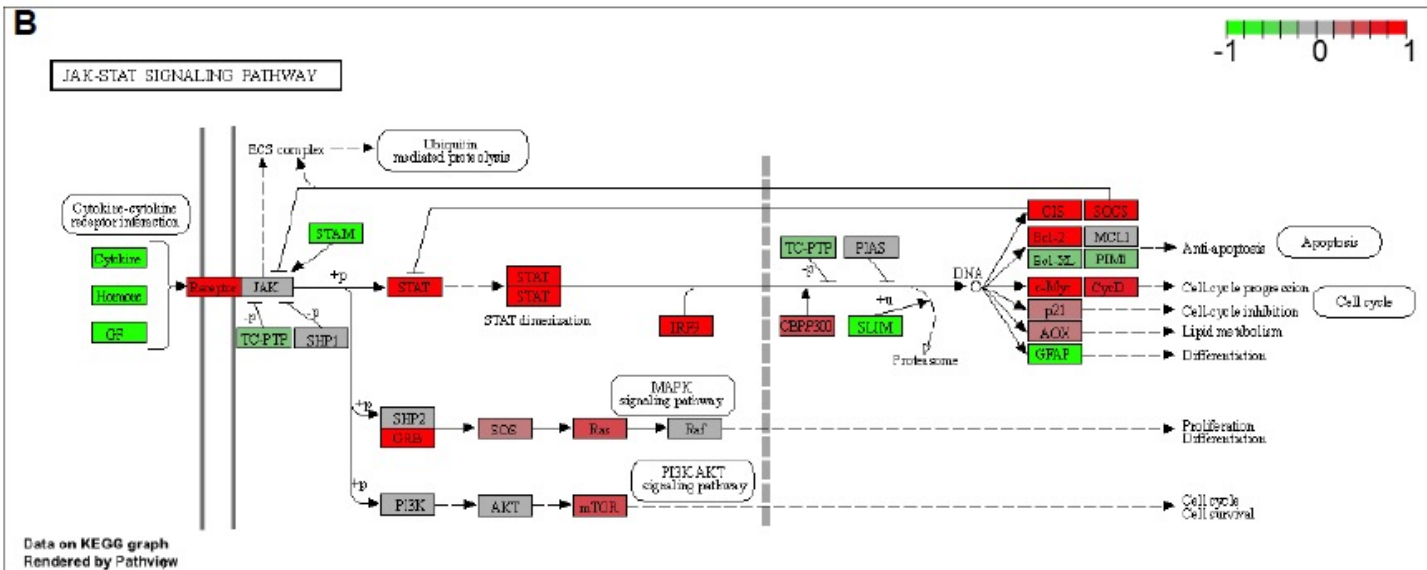 B
-1 0 1
JAK-STAT SIGNALING PATHWAY
ECS complex
Ubiquitin
mediated proteolysis
Cytokine-cytokine
receptor interaction
Cytokine
Hormone
GF
Receptor
JAK
STAM
+p
-p
-p
TC-PTP
SHP1
STAT
STAT
STAT
STAT dimerization
IRF9
TC-PTP
PIAS
-p
+u
CBP/P300
SLIM
Proteasome
DNA
CIS
SOCS
Bcl-2
MCL1
Bcl-XL
PIM1
c-Myc
CycD
p21
AOX
GFAP
Anti-apoptosis
Apoptosis
Cell cycle progression
Cell cycle
Cell-cycle inhibition
Lipid metabolism
Differentiation
MAPK
signaling pathway
+p
SHP2
GRB
SOS
Ras
Raf
Proliferation
Differentiation
PI3K-AKT
signaling pathway
+p
PI3K
AKT
mTOR
Cell cycle
Cell survival
Data on KEGG graph
Rendered by Pathview